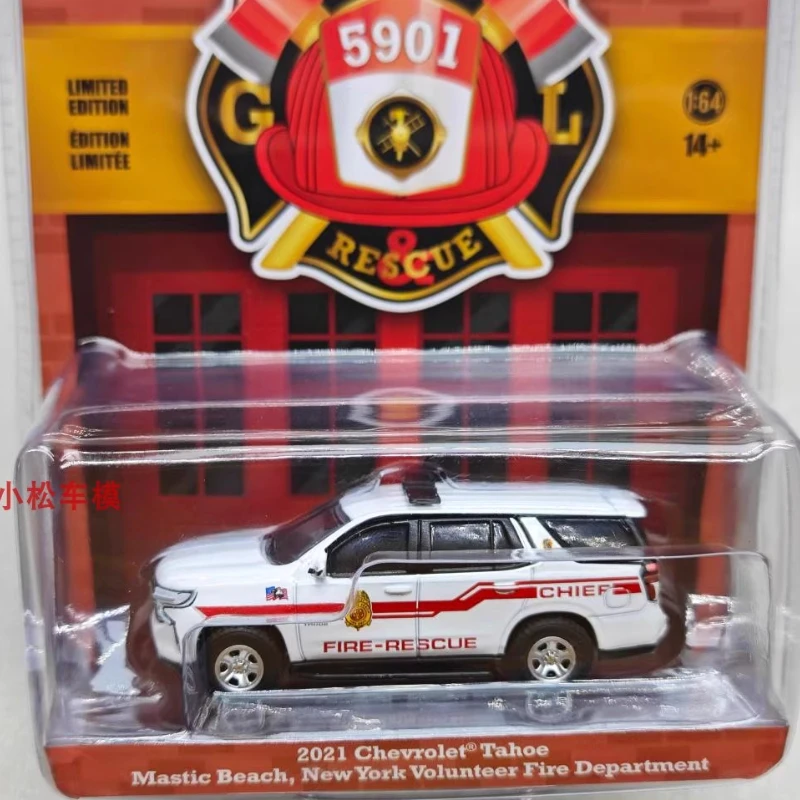 5901
LIMITED
EDITION
ÉDITION
LIMITÉE
1:64
14+
G L
&
RESCUE
小松车模
CHIEF
FIRE-RESCUE
2021 Chevrolet® Tahoe
Mastic Beach, New York Volunteer Fire Department